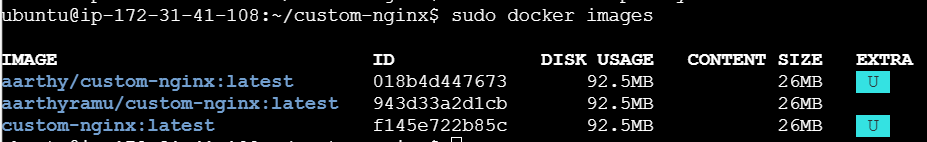 ubuntu@ip-172-31-41-108:~/custom-nginx$ sudo docker images
IMAGE ID DISK USAGE CONTENT SIZE EXTRA
aarthy/custom-nginx:latest 018b4d447673 92.5MB 26MB U
aarthyramu/custom-nginx:latest 943d33a2d1cb 92.5MB 26MB
custom-nginx:latest f145e722b85c 92.5MB 26MB U